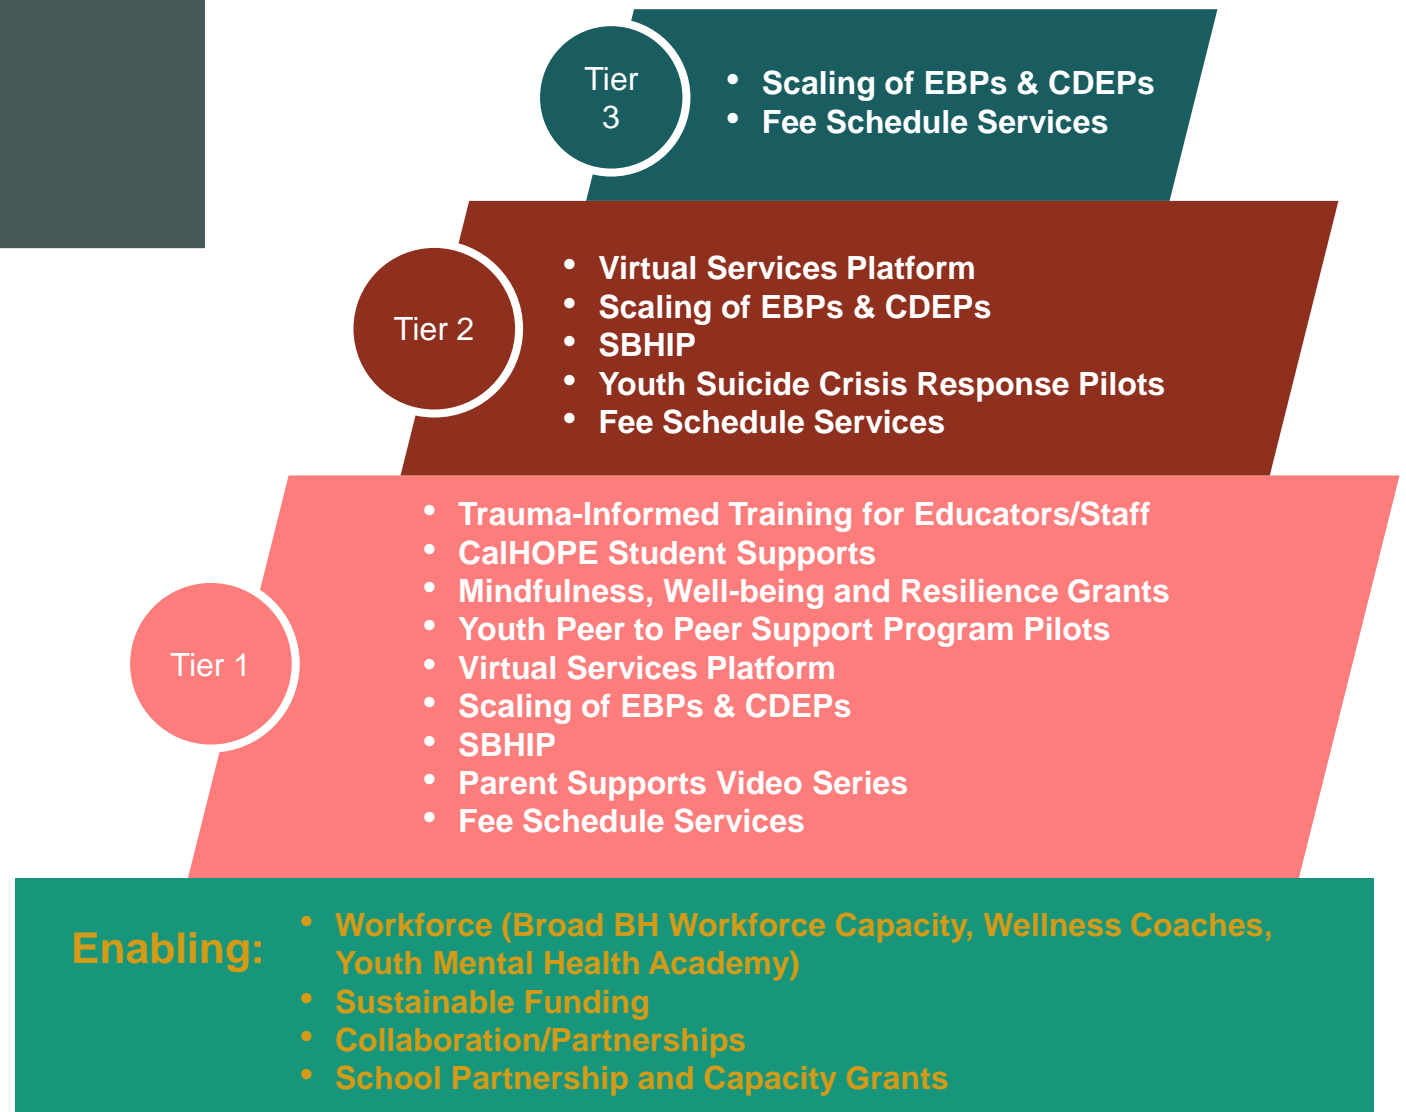 Tier
3
• Scaling of EBPs & CDEPs
• Fee Schedule Services
Tier 2
• Virtual Services Platform
• Scaling of EBPs & CDEPs
• SBHIP
• Youth Suicide Crisis Response Pilots
• Fee Schedule Services
Tier 1
• Trauma-Informed Training for Educators/Staff
• CalHOPE Student Supports
• Mindfulness, Well-being and Resilience Grants
• Youth Peer to Peer Support Program Pilots
• Virtual Services Platform
• Scaling of EBPs & CDEPs
• SBHIP
• Parent Supports Video Series
• Fee Schedule Services
Enabling:
• Workforce (Broad BH Workforce Capacity, Wellness Coaches,
Youth Mental Health Academy)
• Sustainable Funding
• Collaboration/Partnerships
• School Partnership and Capacity Grants